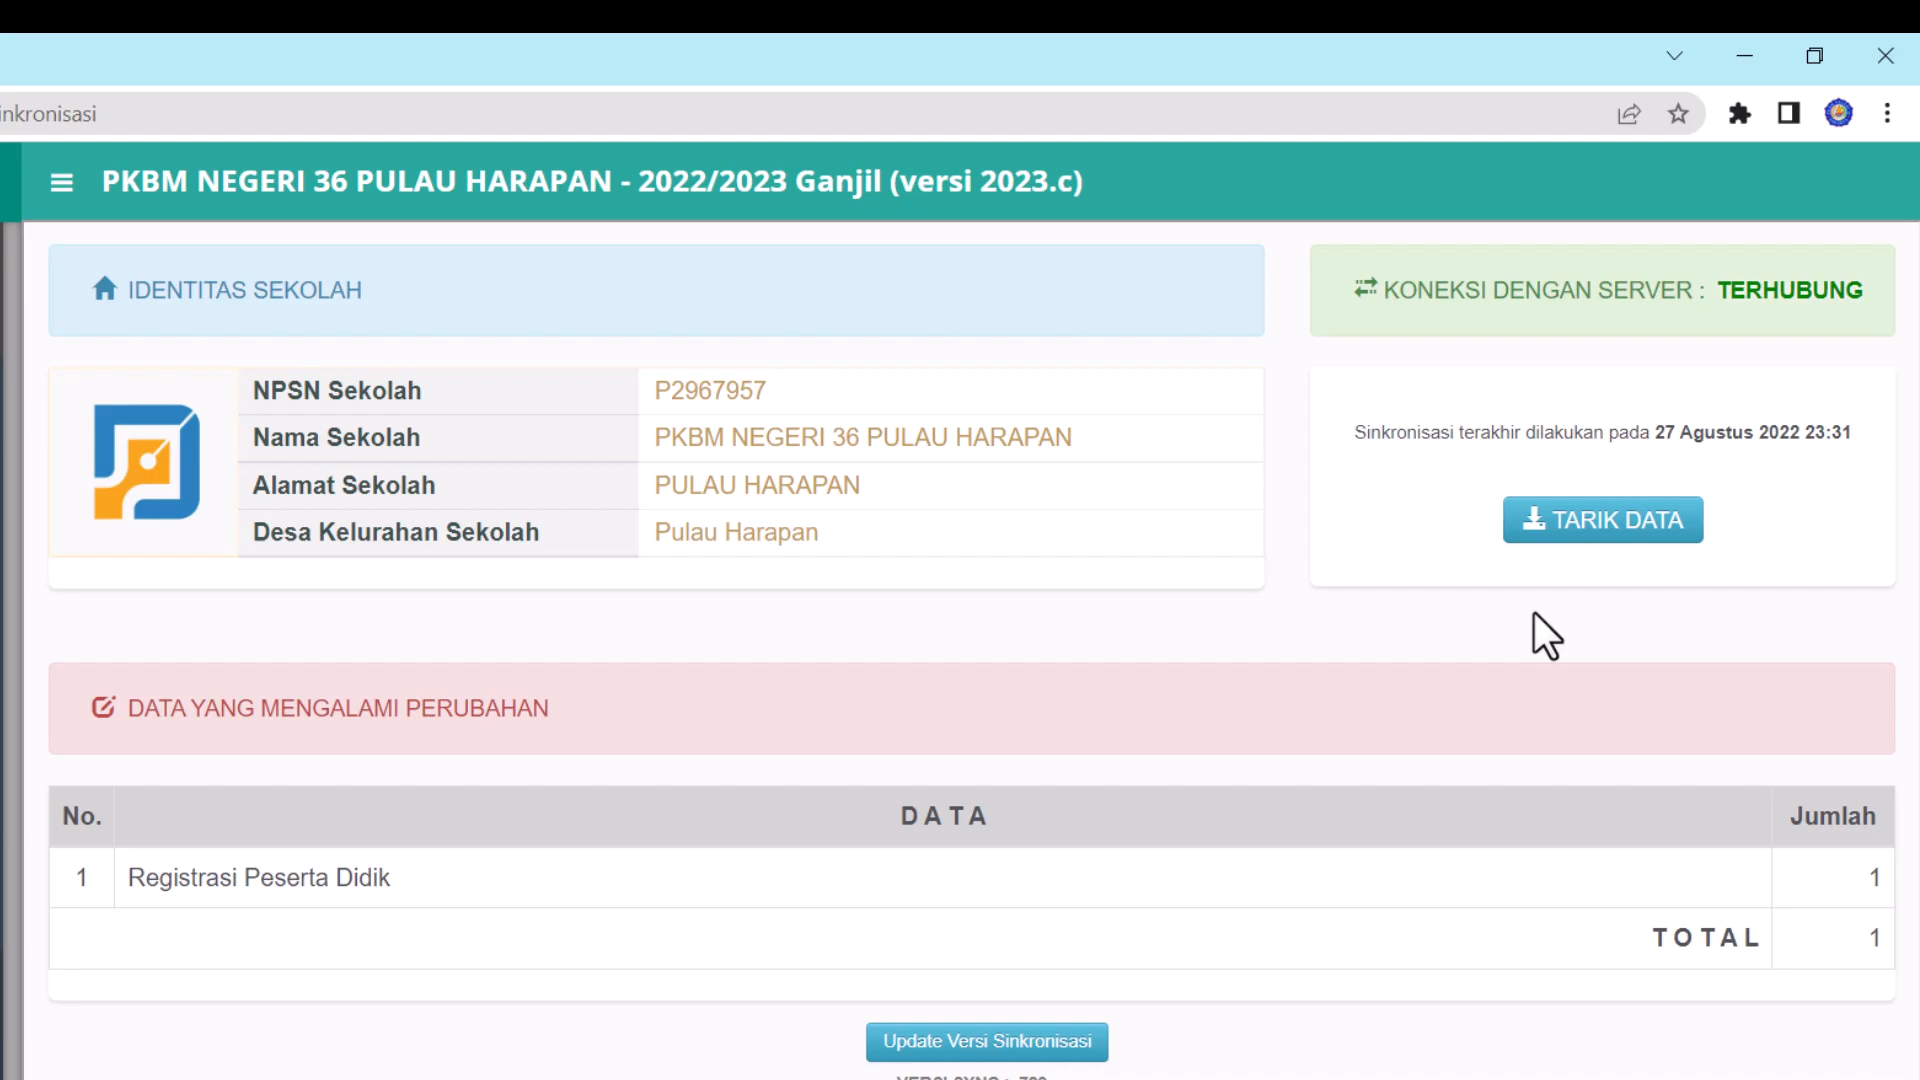 inkronisasi
PKBM NEGERI 36 PULAU HARAPAN - 2022/2023 Ganjil (versi 2023.c)
IDENTITAS SEKOLAH
KONEKSI DENGAN SERVER : TERHUBUNG
NPSN Sekolah P2967957
Nama Sekolah PKBM NEGERI 36 PULAU HARAPAN
Alamat Sekolah PULAU HARAPAN
Desa Kelurahan Sekolah Pulau Harapan
Sinkronisasi terakhir dilakukan pada 27 Agustus 2022 23:31
TARIK DATA
DATA YANG MENGALAMI PERUBAHAN
No. DATA Jumlah
1 Registrasi Peserta Didik 1
TOTAL 1
Update Versi Sinkronisasi